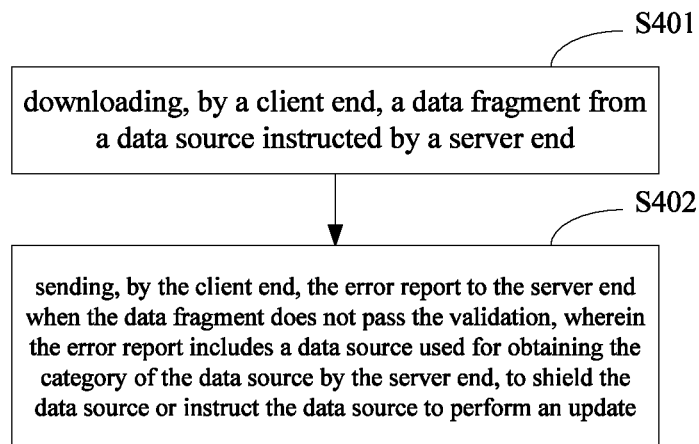 S401
downloading, by a client end, a data fragment from
a data source instructed by a server end
S402
sending, by the client end, the error report to the server end
when the data fragment does not pass the validation, wherein
the error report includes a data source used for obtaining the
category of the data source by the server end, to shield the
data source or instruct the data source to perform an update